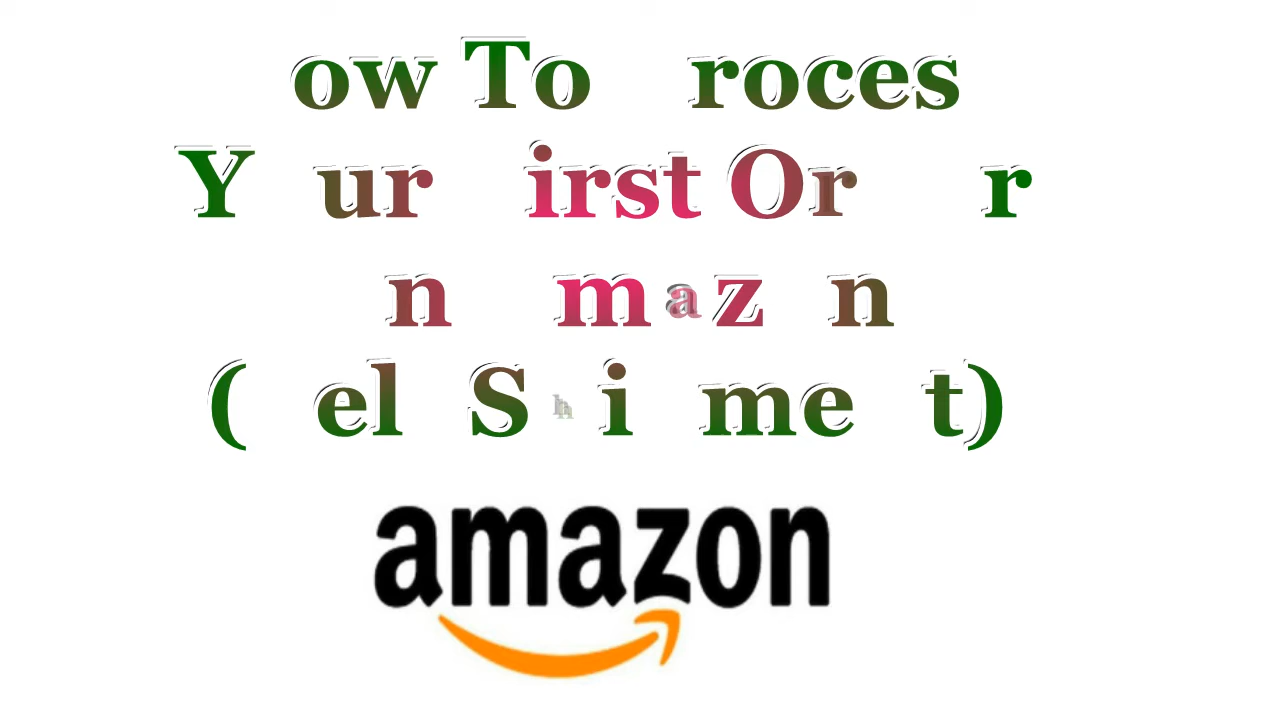 ow To roces
Y ur irst Or r
n maz n
( el S h i me t)
amazon